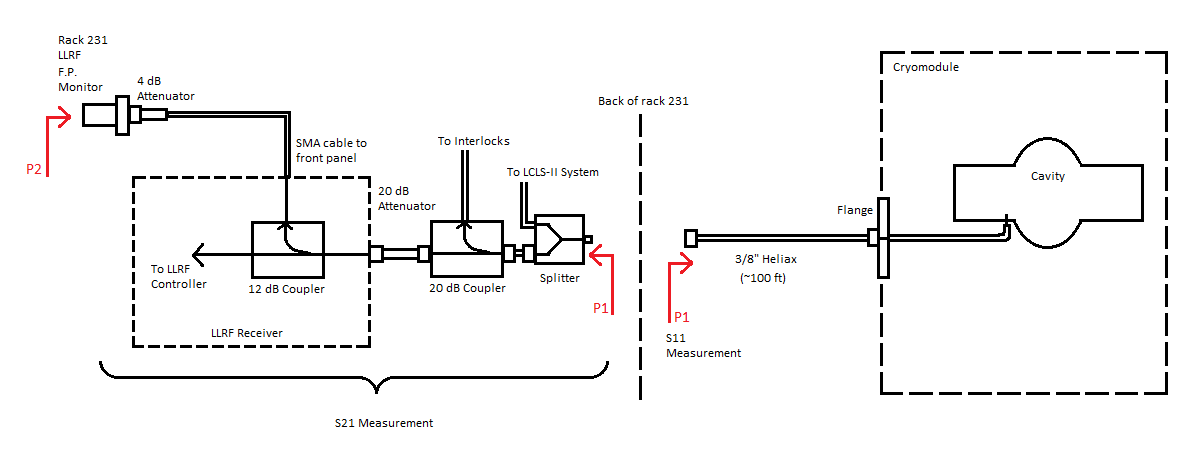 Rack 231
LLRF
F.P.
Monitor
4 dB
Attenuator
P2
SMA cable to
front panel
To Interlocks
To LCLS-II System
20 dB
Attenuator
To LLRF
Controller
12 dB Coupler
20 dB Coupler
Splitter
P1
LLRF Receiver
S21 Measurement
Back of rack 231
Cryomodule
Cavity
Flange
3/8" Heliax
(~100 ft)
P1
S11
Measurement